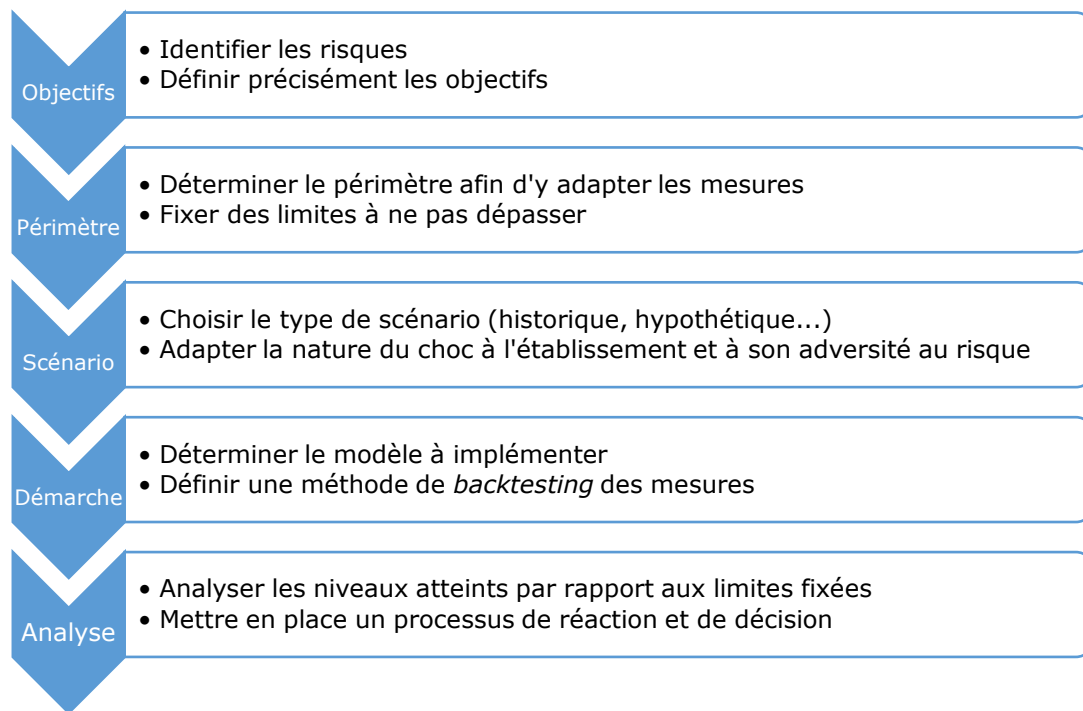 Objectifs
• Identifier les risques
• Définir précisément les objectifs
Périmètre
• Déterminer le périmètre afin d'y adapter les mesures
• Fixer des limites à ne pas dépasser
Scénario
• Choisir le type de scénario (historique, hypothétique...)
• Adapter la nature du choc à l'établissement et à son adversité au risque
Démarche
• Déterminer le modèle à implémenter
• Définir une méthode de backtesting des mesures
Analyse
• Analyser les niveaux atteints par rapport aux limites fixées
• Mettre en place un processus de réaction et de décision